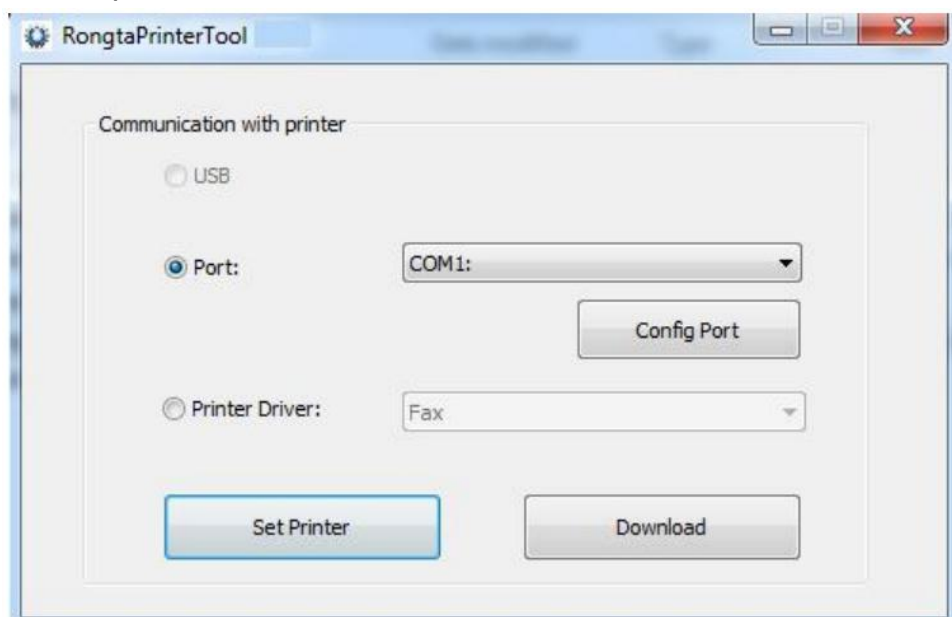 RongtaPrinterTool
Communication with printer
USB
Port:
COM1:
Config Port
Printer Driver:
Fax
Set Printer
Download